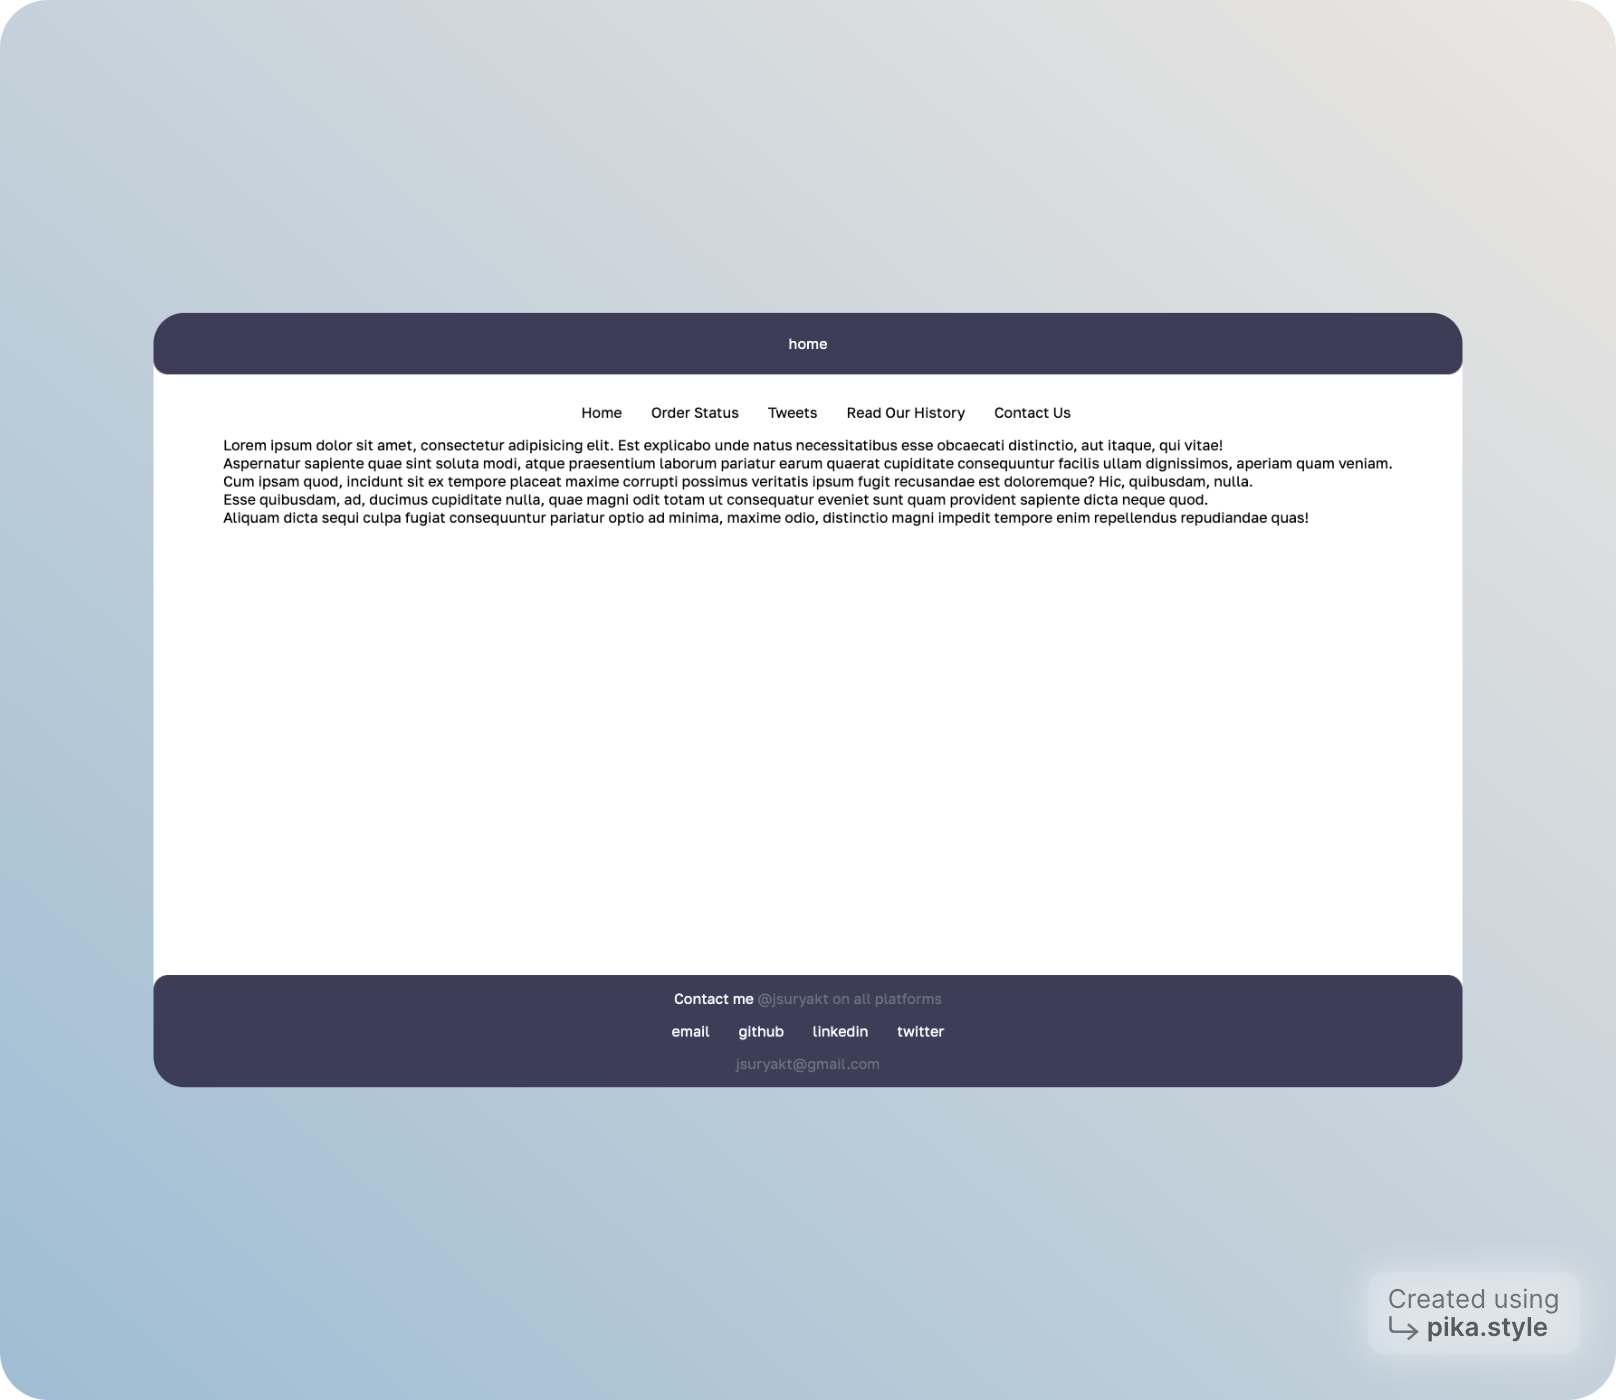 home
Home Order Status Tweets Read Our History Contact Us
Lorem ipsum dolor sit amet, consectetur adipisicing elit. Est explicabo unde natus necessitatibus esse obcaecati distinctio, aut itaque, qui vitae!
Aspernatur sapiente quae sint soluta modi, atque praesentium laborum pariatur earum quaerat cupiditate consequuntur facilis ullam dignissimos, aperiam quam veniam.
Cum ipsam quod, incidunt sit ex tempore placeat maxime corrupti possimus veritatis ipsum fugit recusandae est doloremque? Hic, quibusdam, nulla.
Esse quibusdam, ad, ducimus cupiditate nulla, quae magni odit totam ut consequatur eveniet sunt quam provident sapiente dicta neque quod.
Aliquam dicta sequi culpa fugiat consequuntur pariatur optio ad minima, maxime odio, distinctio magni impedit tempore enim repellendus repudiandae quas!
Contact me @jsuryakt on all platforms
email github linkedin twitter
jsuryakt@gmail.com
Created using
pika.style